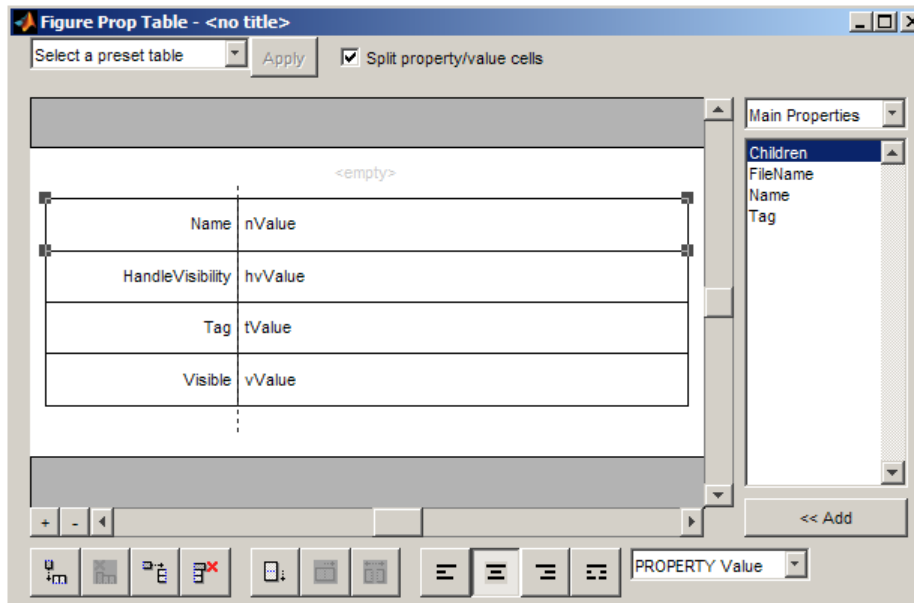 Figure Prop Table - <no title>
Select a preset table
Apply
Split property/value cells
Main Properties
<empty>
Children
FileName
Name
Tag
Name nValue
HandleVisibility hvValue
Tag tValue
Visible vValue
+ -
<< Add
PROPERTY Value